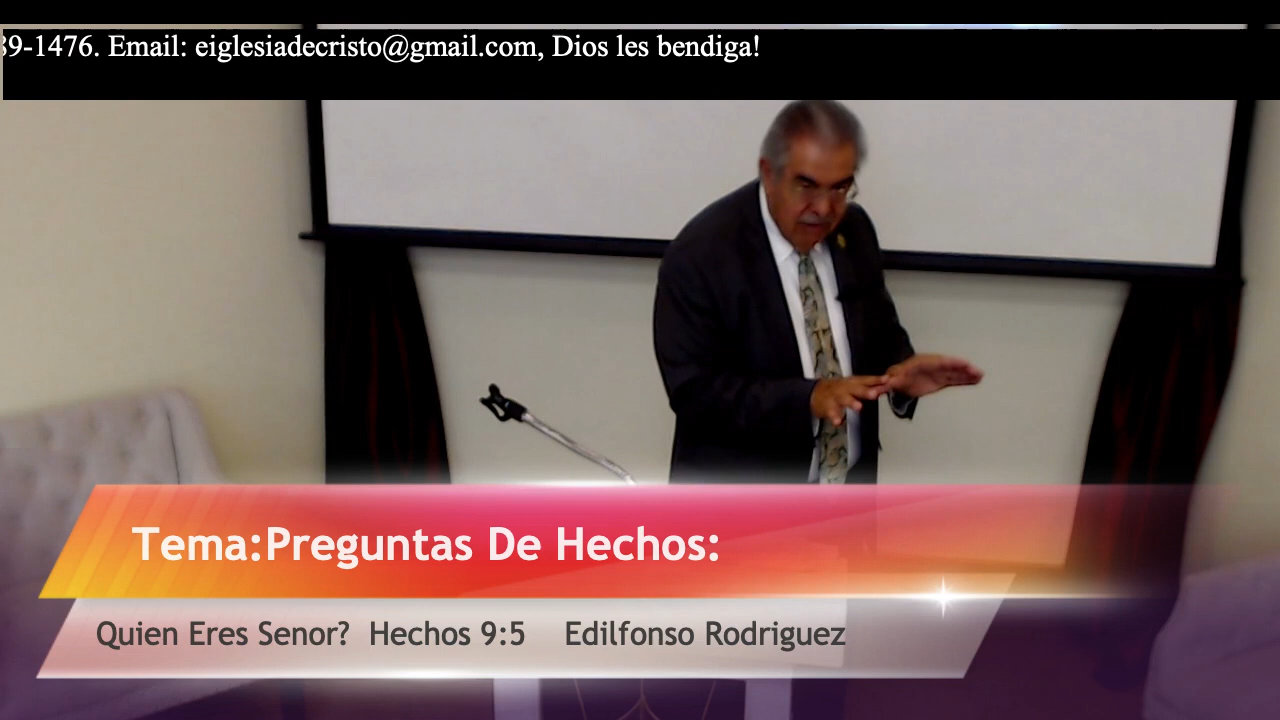 9-1476. Email: eiglesiadecristo@gmail.com, Dios les bendiga!
Tema:Preguntas De Hechos:
Quien Eres Senor? Hechos 9:5 Edilfonso Rodriguez